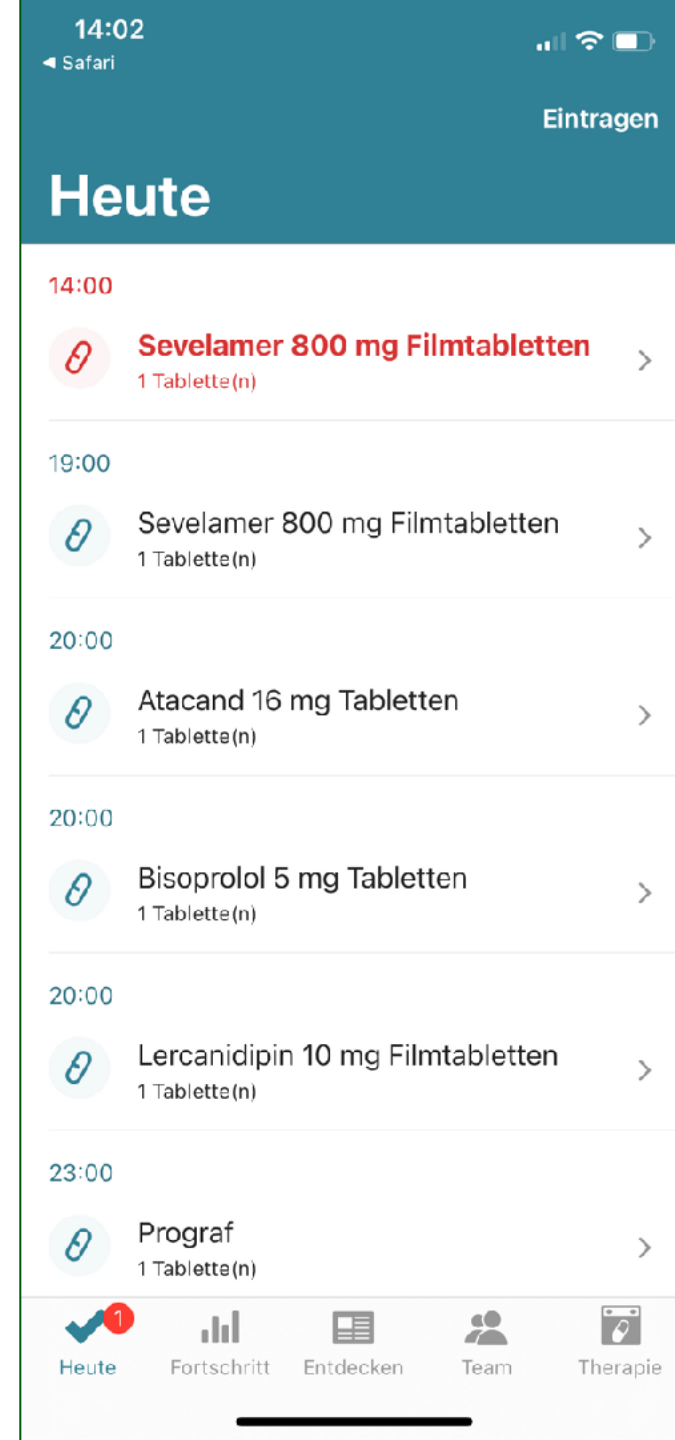 14:02
◀ Safari
Eintragen
Heute
14:00
Sevelamer 800 mg Filmtabletten
1 Tablette(n)
19:00
Sevelamer 800 mg Filmtabletten
1 Tablette(n)
20:00
Atacand 16 mg Tabletten
1 Tablette(n)
20:00
Bisoprolol 5 mg Tabletten
1 Tablette(n)
20:00
Lercanidipin 10 mg Filmtabletten
1 Tablette(n)
23:00
Prograf
1 Tablette(n)
1
Heute Fortschritt Entdecken Team Therapie